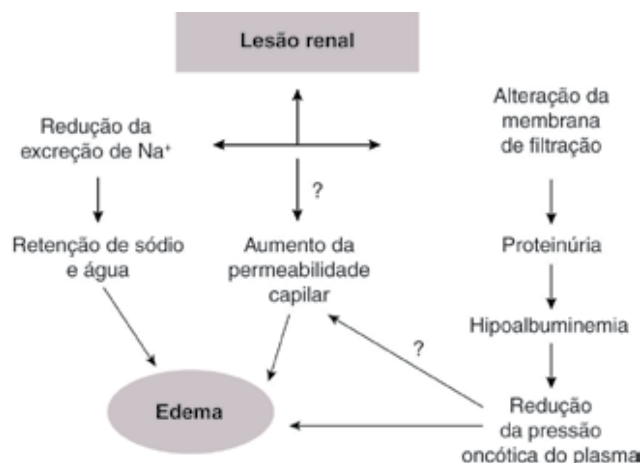 Lesão renal
Redução da
excreção de Na⁺
Alteração da
membrana
de filtração
?
Retenção de sódio
e água
Aumento da
permeabilidade
capilar
Proteinúria
Hipoalbuminemia
?
Edema
Redução
da pressão
oncótica do plasma